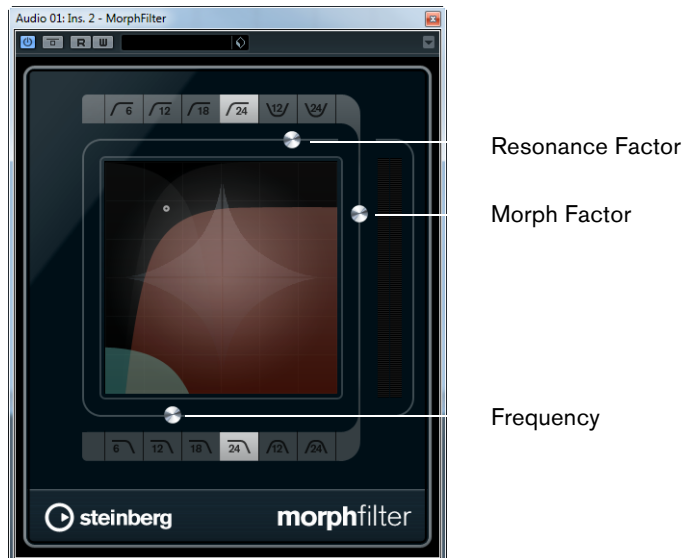 Audio 01: Ins. 2 - MorphFilter
R W
6 12 18 24 12 24
Resonance Factor
Morph Factor
Frequency
6 12 18 24 12 24
steinberg morphfilter